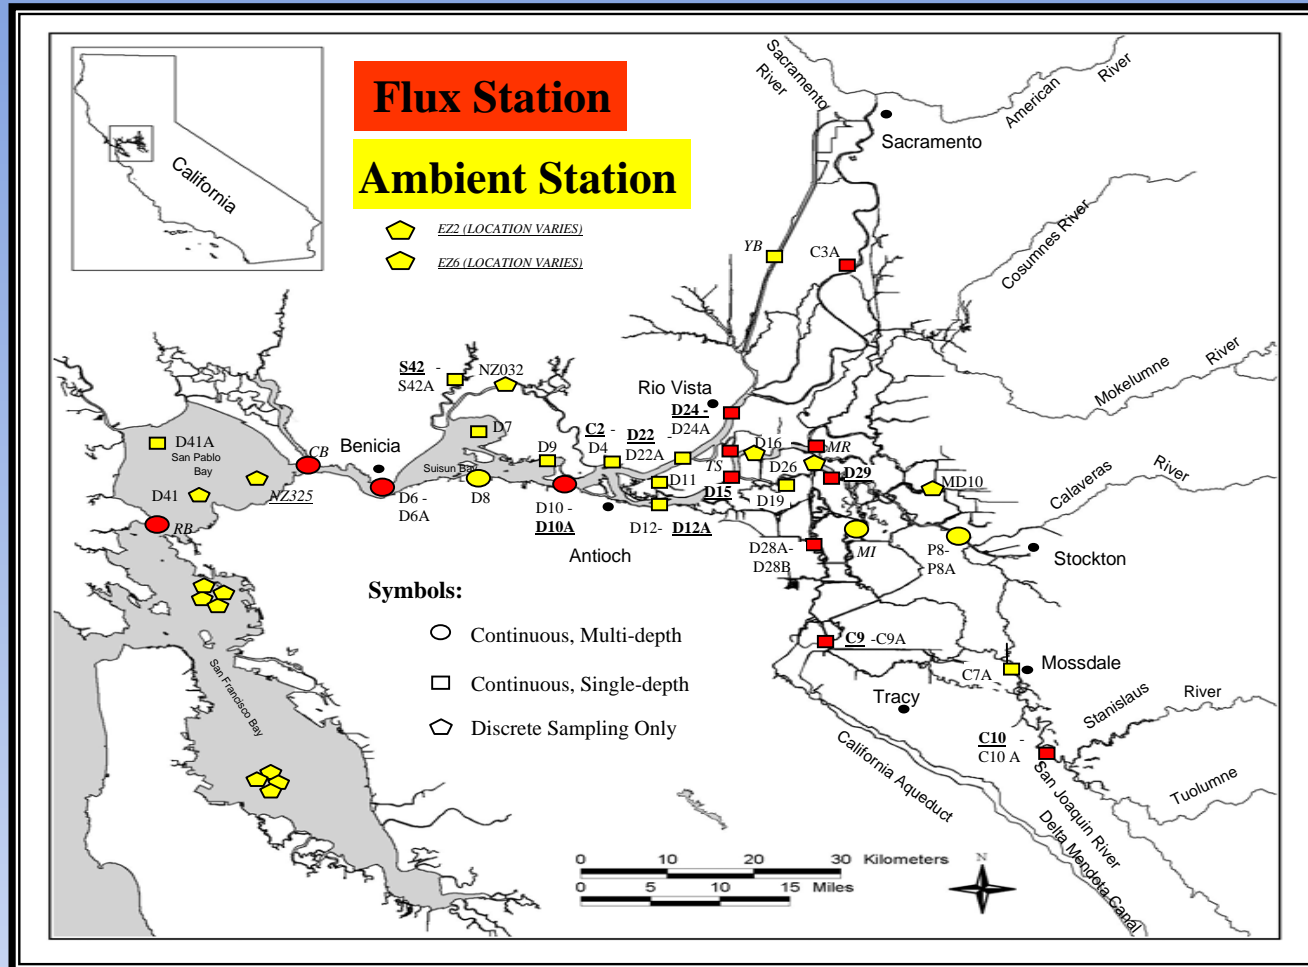 Flux Station
Ambient Station
EZ2 (LOCATION VARIES)
EZ6 (LOCATION VARIES)
California
Sacramento
River
American
River
Sacramento
YB
C3A
Cosumnes River
Mokelumne
River
S42 -
S42A
NZ032
Rio Vista
D24 -
D24A
C2 -
D4
D22 -
D22A
D7
D9
D16
MR
TS
D26
D41A
San Pablo
Bay
CB
Benicia
Suisun Bay
D11
D15
D29
D19
MD10
Calaveras
River
D41
NZ325
D6 -
D6A
D8
D10 -
D10A
D12- D12A
RB
Antioch
D28A-
D28B
MI
P8-
P8A
Stockton
Symbols:
Continuous, Multi-depth
Continuous, Single-depth
Discrete Sampling Only
San Francisco Bay
C9 -C9A
C7A
Mossdale
Tracy
Stanislaus
River
C10 -
C10 A
Tuolumne
California Aqueduct
San Joaquin River
Delta Mendota Canal
0 10 20 30 Kilometers
0 5 10 15 Miles
N